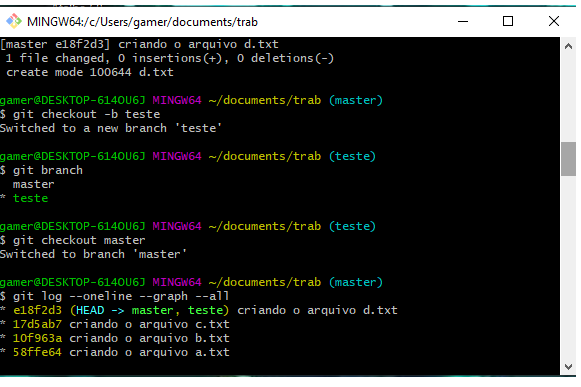 MINGW64:/c/Users/gamer/documents/trab
[master e18f2d3] criando o arquivo d.txt
1 file changed, 0 insertions(+), 0 deletions(-)
create mode 100644 d.txt
gamer@DESKTOP-614OU6J MINGW64 ~/documents/trab (master)
$ git checkout -b teste
Switched to a new branch 'teste'
gamer@DESKTOP-614OU6J MINGW64 ~/documents/trab (teste)
$ git branch
master
* teste
gamer@DESKTOP-614OU6J MINGW64 ~/documents/trab (teste)
$ git checkout master
Switched to branch 'master'
gamer@DESKTOP-614OU6J MINGW64 ~/documents/trab (master)
$ git log --oneline --graph --all
* e18f2d3 (HEAD -> master, teste) criando o arquivo d.txt
* 17d5ab7 criando o arquivo c.txt
* 10f963a criando o arquivo b.txt
* 58ffe64 criando o arquivo a.txt